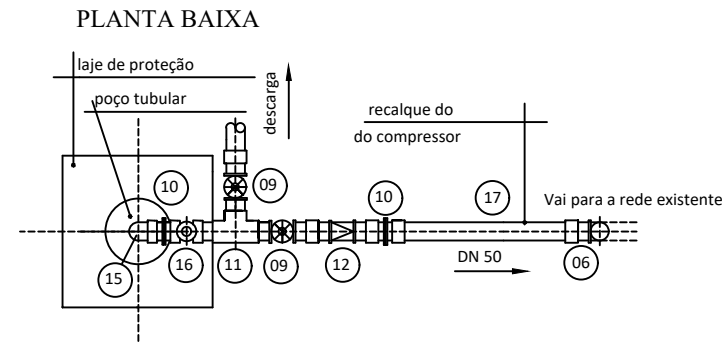 PLANTA BAIXA
laje de proteção
poço tubular
descarga
recalque do
do compressor
10
09
10
17
Vai para a rede existente
15
16
11
09
12
DN 50
06